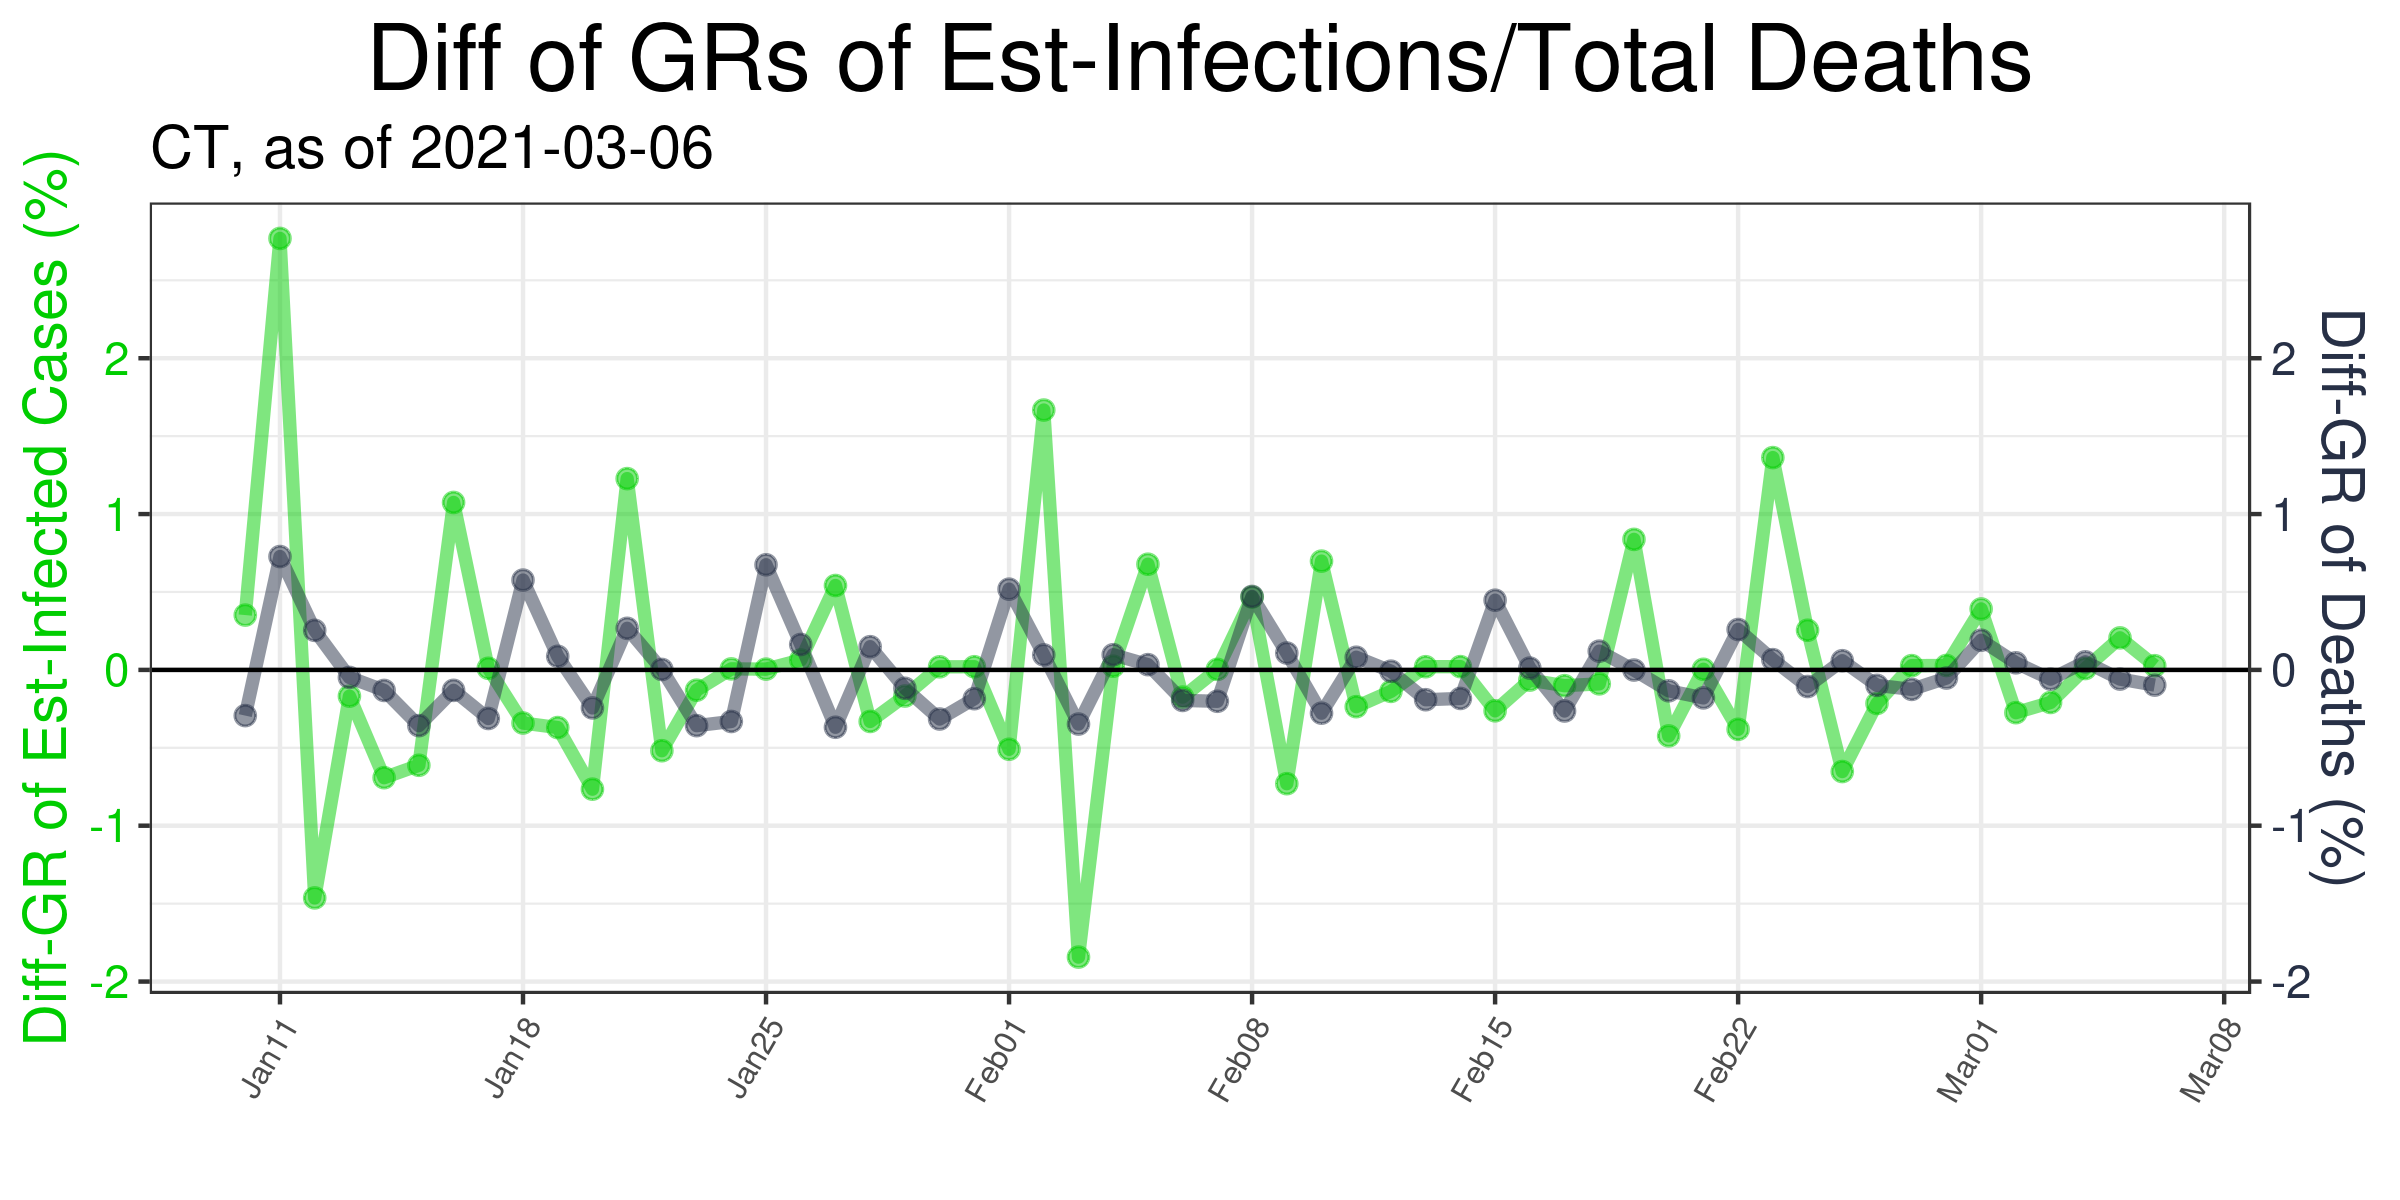 Diff of GRs of Est-Infections/Total Deaths
CT, as of 2021-03-06
Diff-GR of Est-Infected Cases (%)
2
1
0
-1
-2
2
1
0
-1
-2
Diff-GR of Deaths (%)
Jan11
Jan18
Jan25
Feb01
Feb08
Feb15
Feb22
Mar01
Mar08